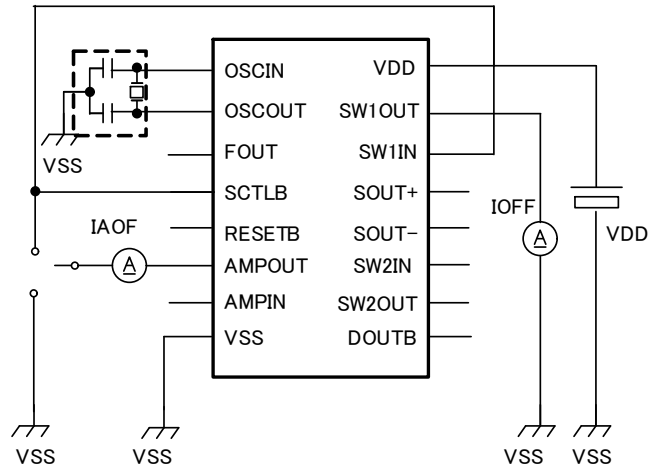 OSCIN
VDD
OSCOUT
SW1OUT
VSS
FOUT
SW1IN
SCTLB
SOUT+
IAOF
RESETB
SOUT-
IOFF
A
A
VDD
AMPOUT
SW2IN
AMPIN
SW2OUT
VSS
DOUTB
VSS
VSS
VSS
VSS